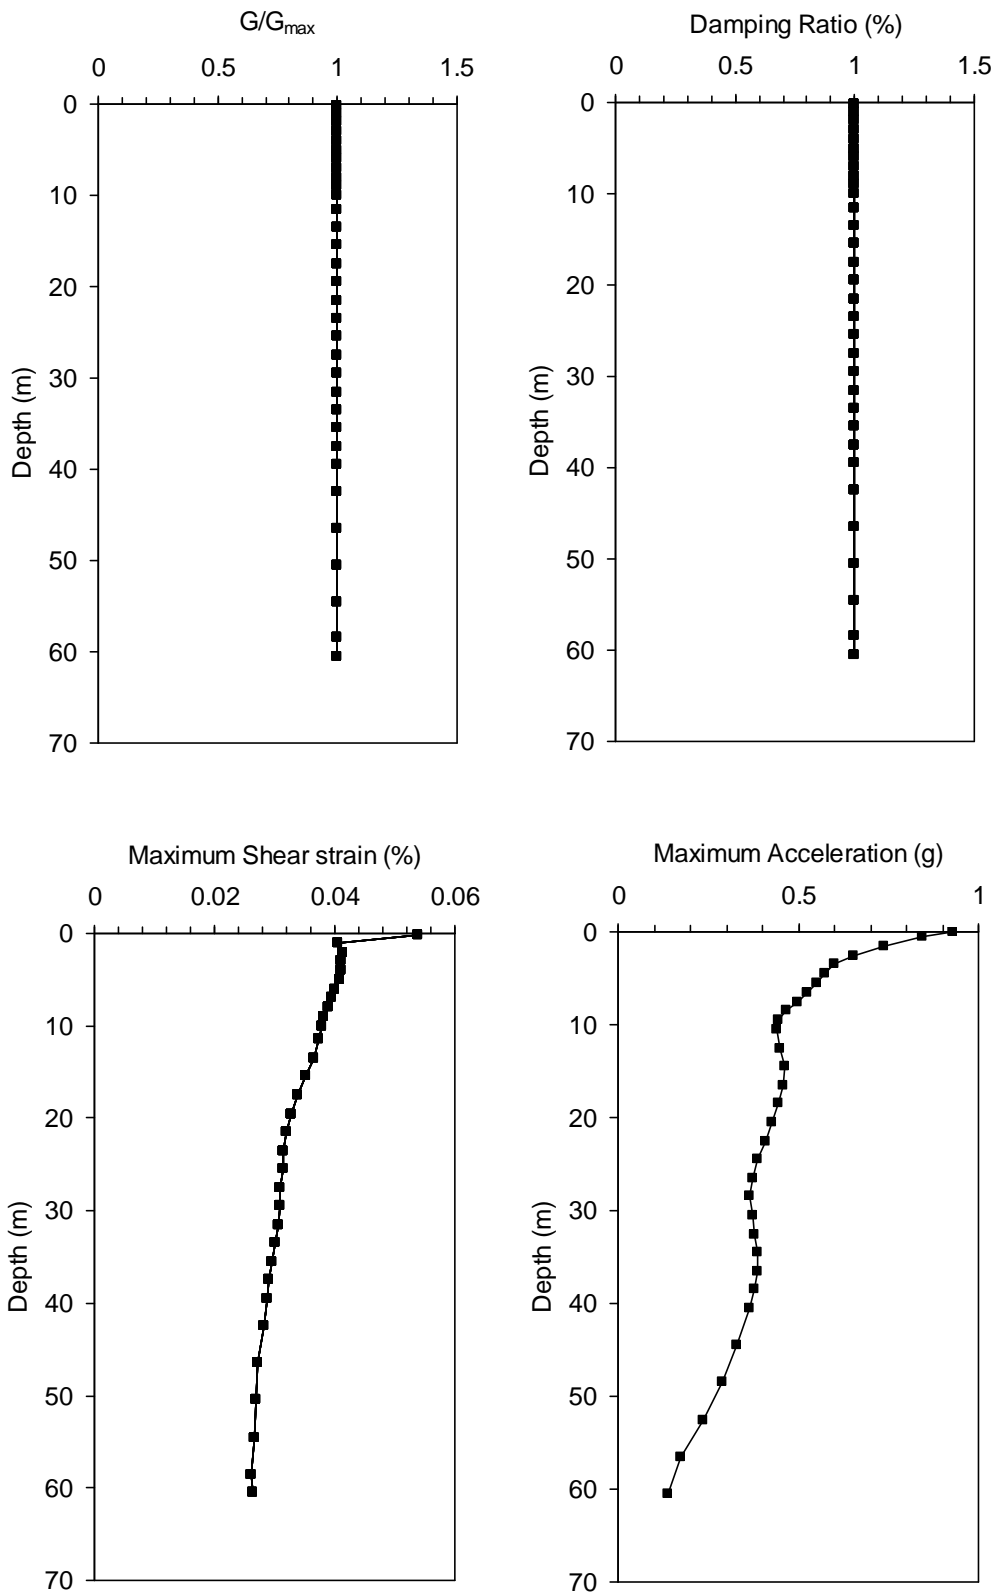 G/Gmax
0 0.5 1 1.5
0
10
20
30
40
50
60
70
Depth (m)
Damping Ratio (%)
0 0.5 1 1.5
0
10
20
30
40
50
60
70
Depth (m)
Maximum Shear strain (%)
0 0.02 0.04 0.06
0
10
20
30
40
50
60
70
Depth (m)
Maximum Acceleration (g)
0 0.5 1
0
10
20
30
40
50
60
70
Depth (m)